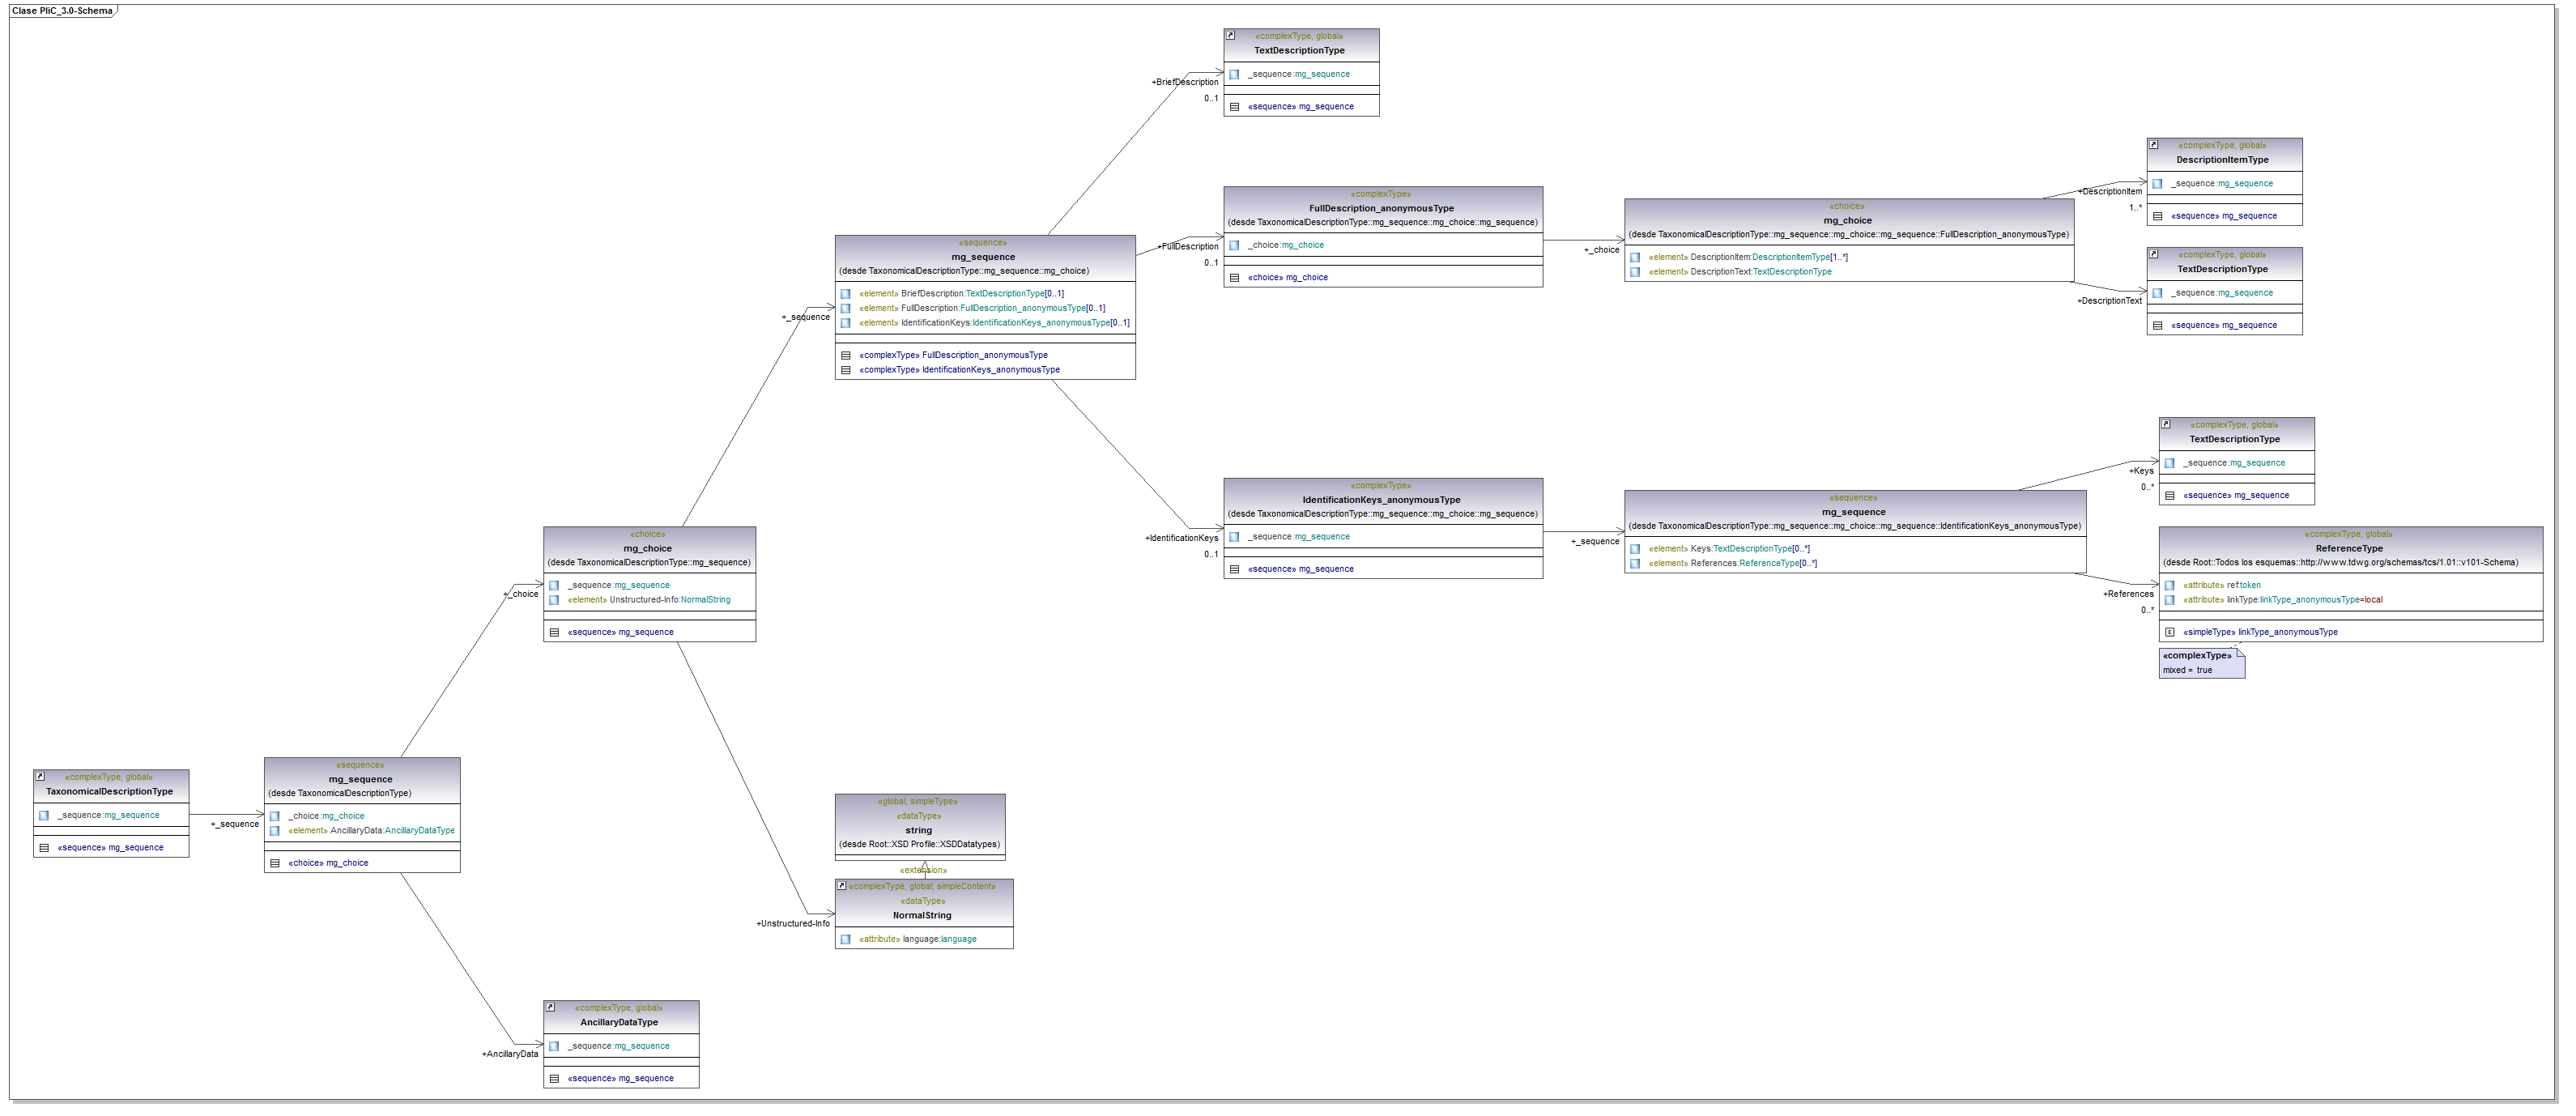 Clase PliC_3.0-Schema
«complexType, global»
TextDescriptionType
_sequence:mg_sequence
«sequence» mg_sequence
+BriefDescription
0..1
«complexType, global»
DescriptionItemType
_sequence:mg_sequence
«sequence» mg_sequence
+DescriptionItem
1..*
«complexType»
FullDescription_anonymousType
(desde TaxonomicalDescriptionType::mg_sequence::mg_choice::mg_sequence)
_choice:mg_choice
«choice» mg_choice
+FullDescription
0..1
«choice»
mg_choice
(desde TaxonomicalDescriptionType::mg_sequence::mg_choice::mg_sequence::FullDescription_anonymousType)
«element» DescriptionItem:DescriptionItemType[1..*]
«element» DescriptionText:TextDescriptionType
+_choice
«complexType, global»
TextDescriptionType
_sequence:mg_sequence
«sequence» mg_sequence
+DescriptionText
«sequence»
mg_sequence
(desde TaxonomicalDescriptionType::mg_sequence::mg_choice)
«element» BriefDescription:TextDescriptionType[0..1]
«element» FullDescription:FullDescription_anonymousType[0..1]
«element» IdentificationKeys:IdentificationKeys_anonymousType[0..1]
«complexType» FullDescription_anonymousType
«complexType» IdentificationKeys_anonymousType
+_sequence
«complexType, global»
TextDescriptionType
_sequence:mg_sequence
«sequence» mg_sequence
+Keys
0..*
«complexType»
IdentificationKeys_anonymousType
(desde TaxonomicalDescriptionType::mg_sequence::mg_choice::mg_sequence)
_sequence:mg_sequence
«sequence» mg_sequence
+IdentificationKeys
0..1
«sequence»
mg_sequence
(desde TaxonomicalDescriptionType::mg_sequence::mg_choice::mg_sequence::IdentificationKeys_anonymousType)
«element» Keys:TextDescriptionType[0..*]
«element» References:ReferenceType[0..*]
+_sequence
«complexType, global»
ReferenceType
(desde Root::Todos los esquemas::http://www.tdwg.org/schemas/tcs/1.01::v101-Schema)
«attribute» ref:token
«attribute» linkType:linkType_anonymousType=local
«simpleType» linkType_anonymousType
+References
0..*
«complexType»
mixed = true
«choice»
mg_choice
(desde TaxonomicalDescriptionType::mg_sequence)
_sequence:mg_sequence
«element» Unstructured-Info:NormalString
«sequence» mg_sequence
+_choice
«complexType, global»
TaxonomicalDescriptionType
_sequence:mg_sequence
«sequence» mg_sequence
+_sequence
«sequence»
mg_sequence
(desde TaxonomicalDescriptionType)
_choice:mg_choice
«element» AncillaryData:AncillaryDataType
«choice» mg_choice
«global, simpleType»
«dataType»
string
(desde Root::XSD Profile::XSDDatatypes)
«extension»
«complexType, global, simpleContent»
«dataType»
NormalString
«attribute» language:language
+Unstructured-Info
«complexType, global»
AncillaryDataType
_sequence:mg_sequence
«sequence» mg_sequence
+AncillaryData